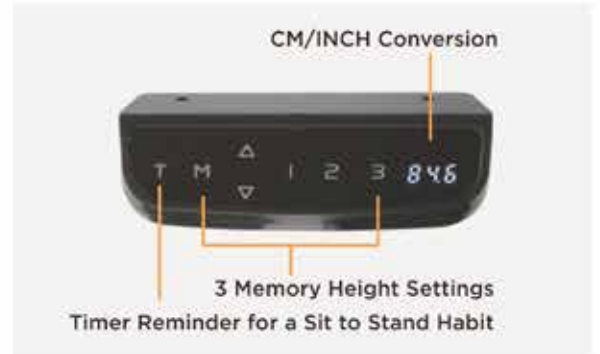 CM/INCH Conversion
T M 1 2 3 84.6
3 Memory Height Settings
Timer Reminder for a Sit to Stand Habit